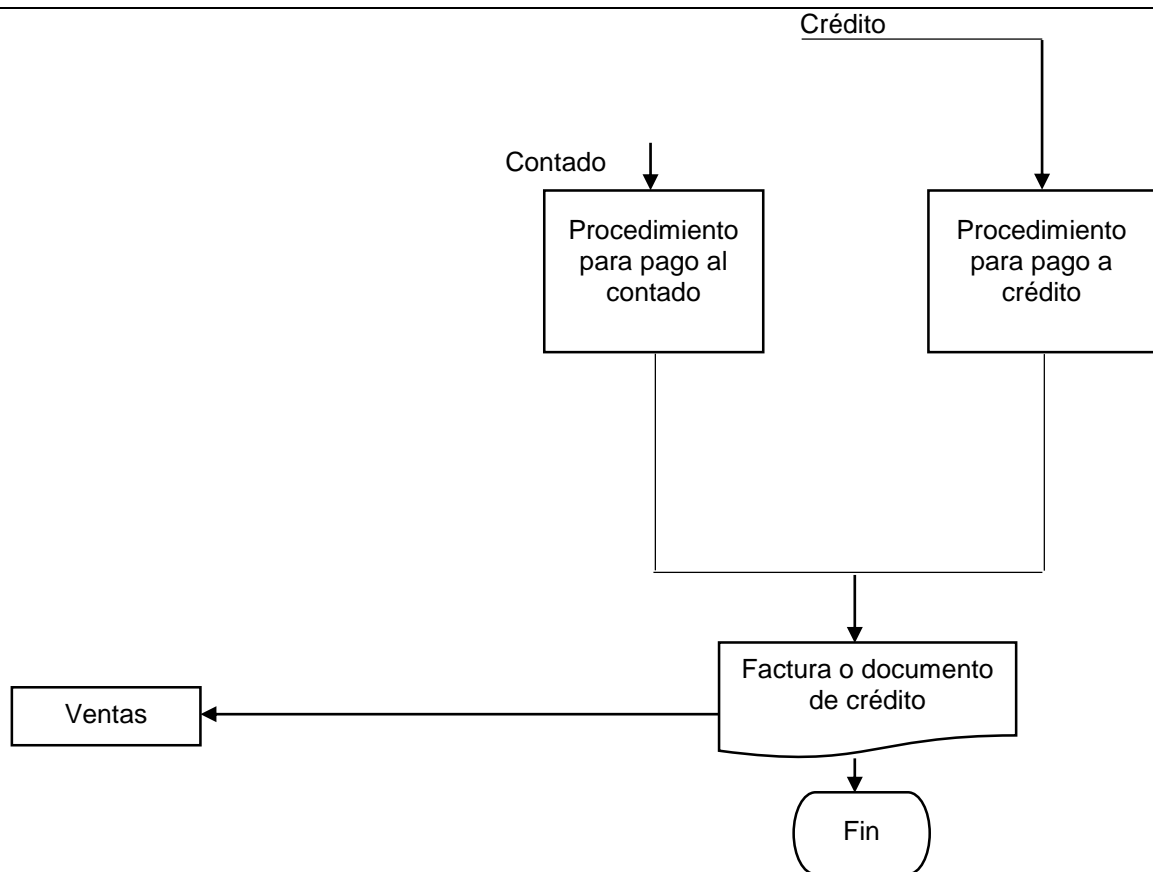 Crédito
Contado
Procedimiento
para pago al
contado
Procedimiento
para pago a
crédito
Factura o documento
de crédito
Ventas
Fin